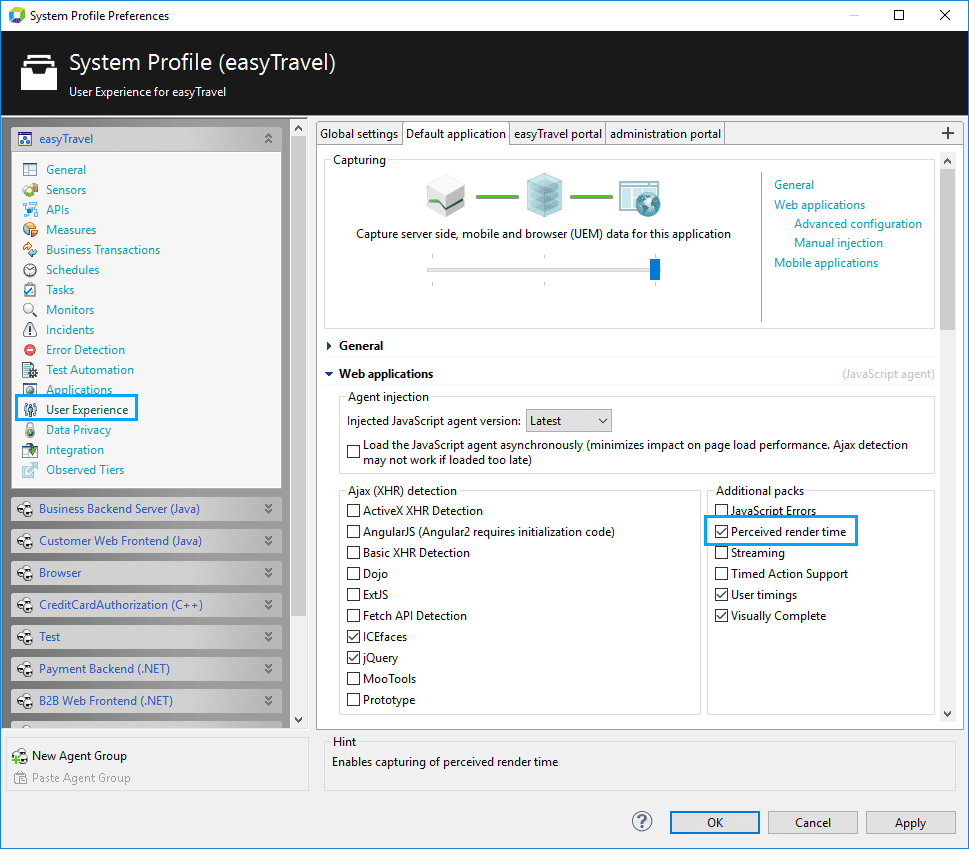 System Profile Preferences
System Profile (easyTravel)
User Experience for easyTravel
easyTravel
General
Sensors
APIs
Measures
Business Transactions
Schedules
Tasks
Monitors
Incidents
Error Detection
Test Automation
Applications
User Experience
Data Privacy
Integration
Observed Tiers
Business Backend Server (Java)
Customer Web Frontend (Java)
Browser
CreditCardAuthorization (C++)
Test
Payment Backend (.NET)
B2B Web Frontend (.NET)
New Agent Group
Paste Agent Group
Global settings Default application easyTravel portal administration portal
Capturing
Capture server side, mobile and browser (UEM) data for this application
General
Web applications
Advanced configuration
Manual injection
Mobile applications
General
Web applications (JavaScript agent)
Agent injection
Injected JavaScript agent version: Latest
Load the JavaScript agent asynchronously (minimizes impact on page load performance. Ajax detection
may not work if loaded too late)
Ajax (XHR) detection
ActiveX XHR Detection
AngularJS (Angular2 requires initialization code)
Basic XHR Detection
Dojo
ExtJS
Fetch API Detection
ICEfaces
jQuery
MooTools
Prototype
Additional packs
JavaScript Errors
Perceived render time
Streaming
Timed Action Support
User timings
Visually Complete
Hint
Enables capturing of perceived render time
? OK Cancel Apply